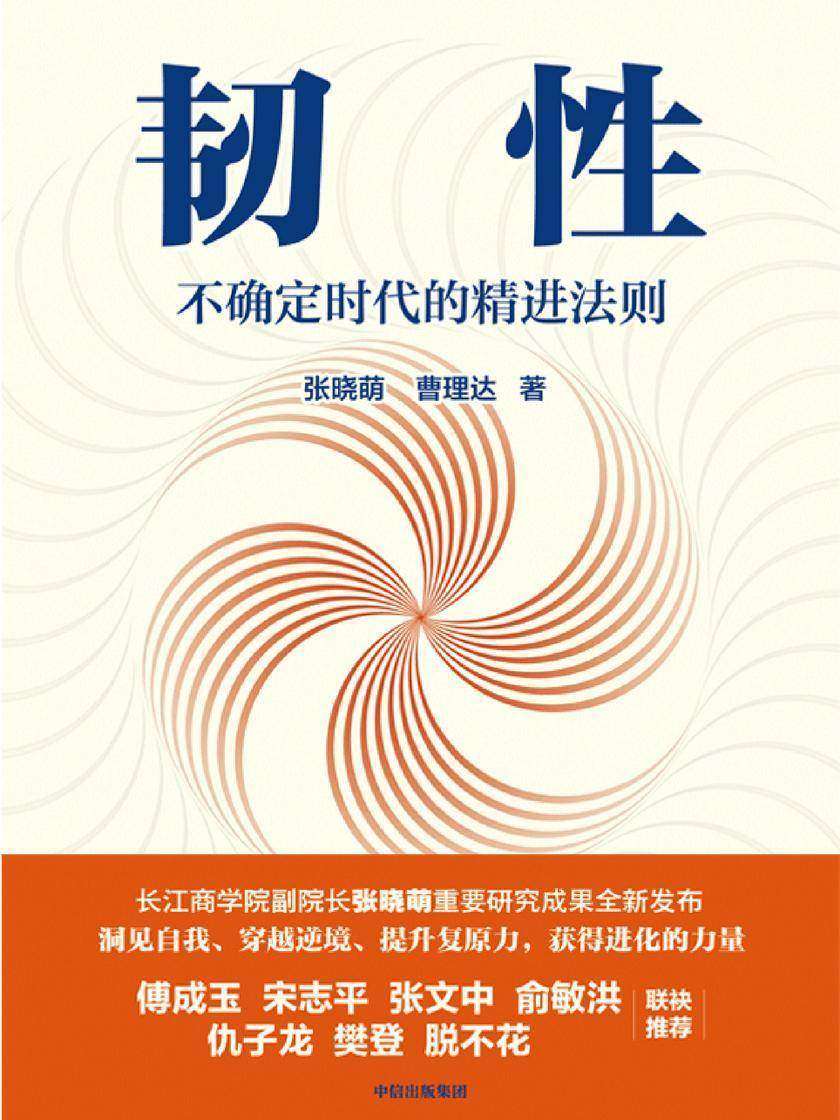 韧 性
不确定时代的精进法则
张晓萌 曹理达 著
长江商学院副院长张晓萌重要研究成果全新发布
洞见自我、穿越逆境、提升复原力，获得进化的力量
傅成玉 宋志平 张文中 俞敏洪
仇子龙 樊登 脱不花
联袂
推荐
中信出版集团